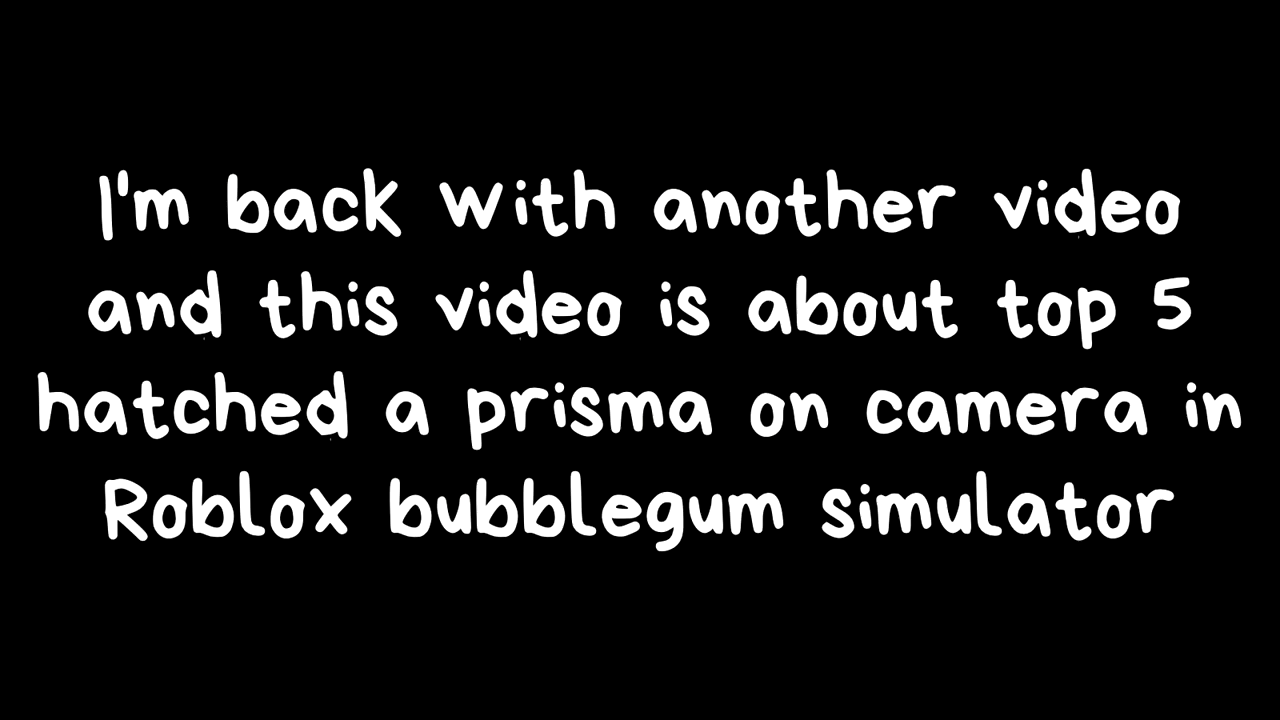 I'm back with another video
and this video is about top 5
hatched a prisma on camera in
Roblox bubblegum simulator